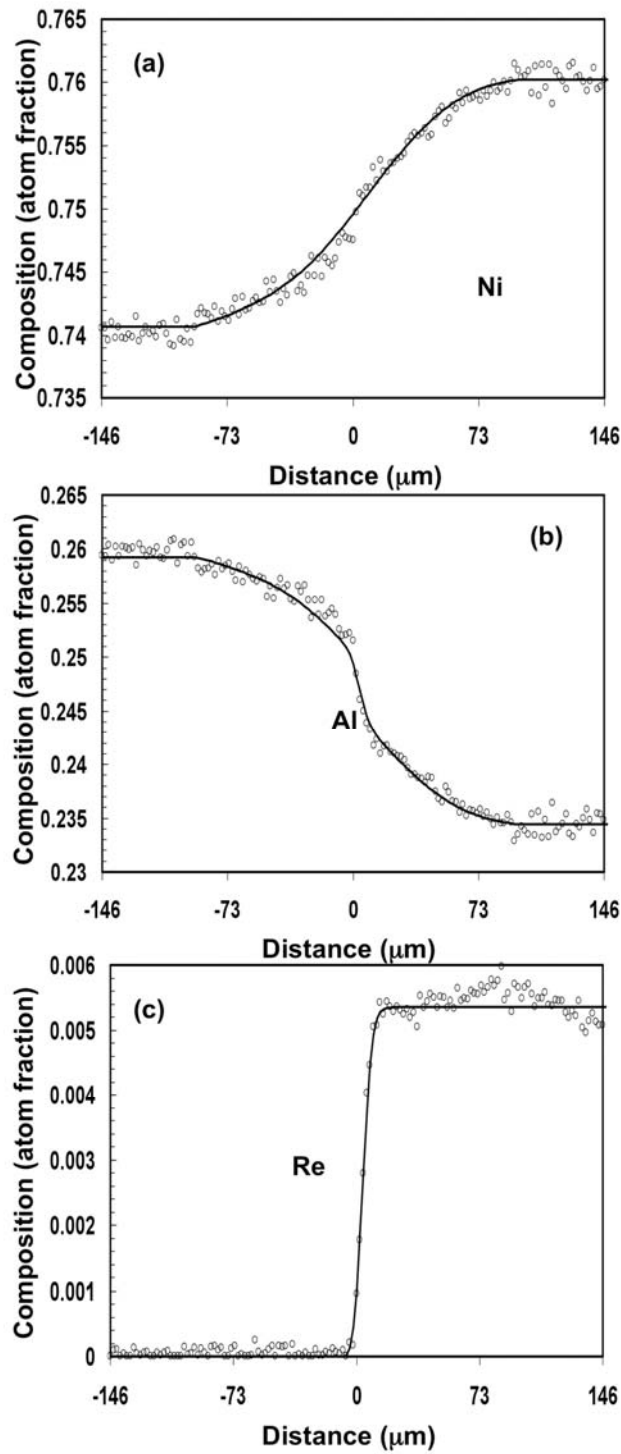 0.765
(a)
0.76
0.755
0.75
0.745
Ni
0.74
0.735
-146 -73 0 73 146
Composition (atom fraction)
Distance (μm)
0.265
(b)
0.26
0.255
0.25
0.245
Al
0.24
0.235
0.23
-146 -73 0 73 146
Composition (atom fraction)
Distance (μm)
0.006
(c)
0.005
0.004
0.003
Re
0.002
0.001
0
-146 -73 0 73 146
Composition (atom fraction)
Distance (μm)